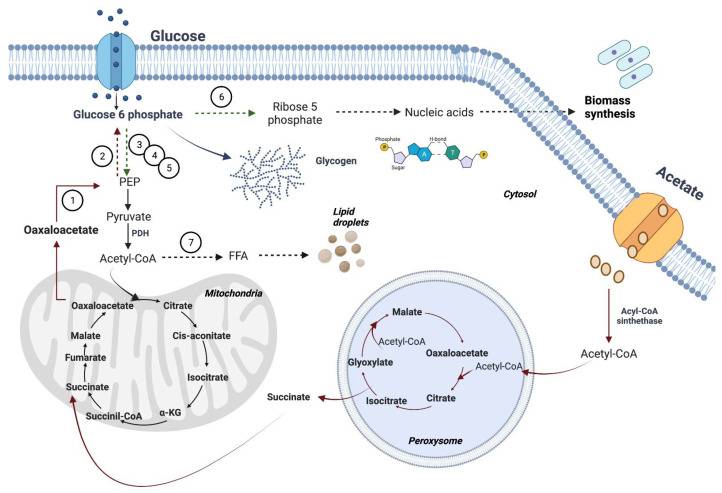 Glucose
Glucose 6 phosphate
6
Ribose 5
phosphate
Nucleic acids
Biomass
synthesis
Phosphate
P
Sugar
A
H-bond
T
P
2
3
4
5
Glycogen
PEP
1
Cytosol
Acetate
Pyruvate
PDH
Oaxaloacetate
Acetyl-CoA
7
FFA
Lipid
droplets
Mitochondria
Oaxaloacetate
Citrate
Malate
Cis-aconitate
Fumarate
Isocitrate
Succinate
Succinil-CoA
α-KG
Succinate
Malate
Acetyl-CoA
Oaxaloacetate
Glyoxylate
Acetyl-CoA
Isocitrate
Citrate
Peroxysome
Acyl-CoA
sinthethase
Acetyl-CoA